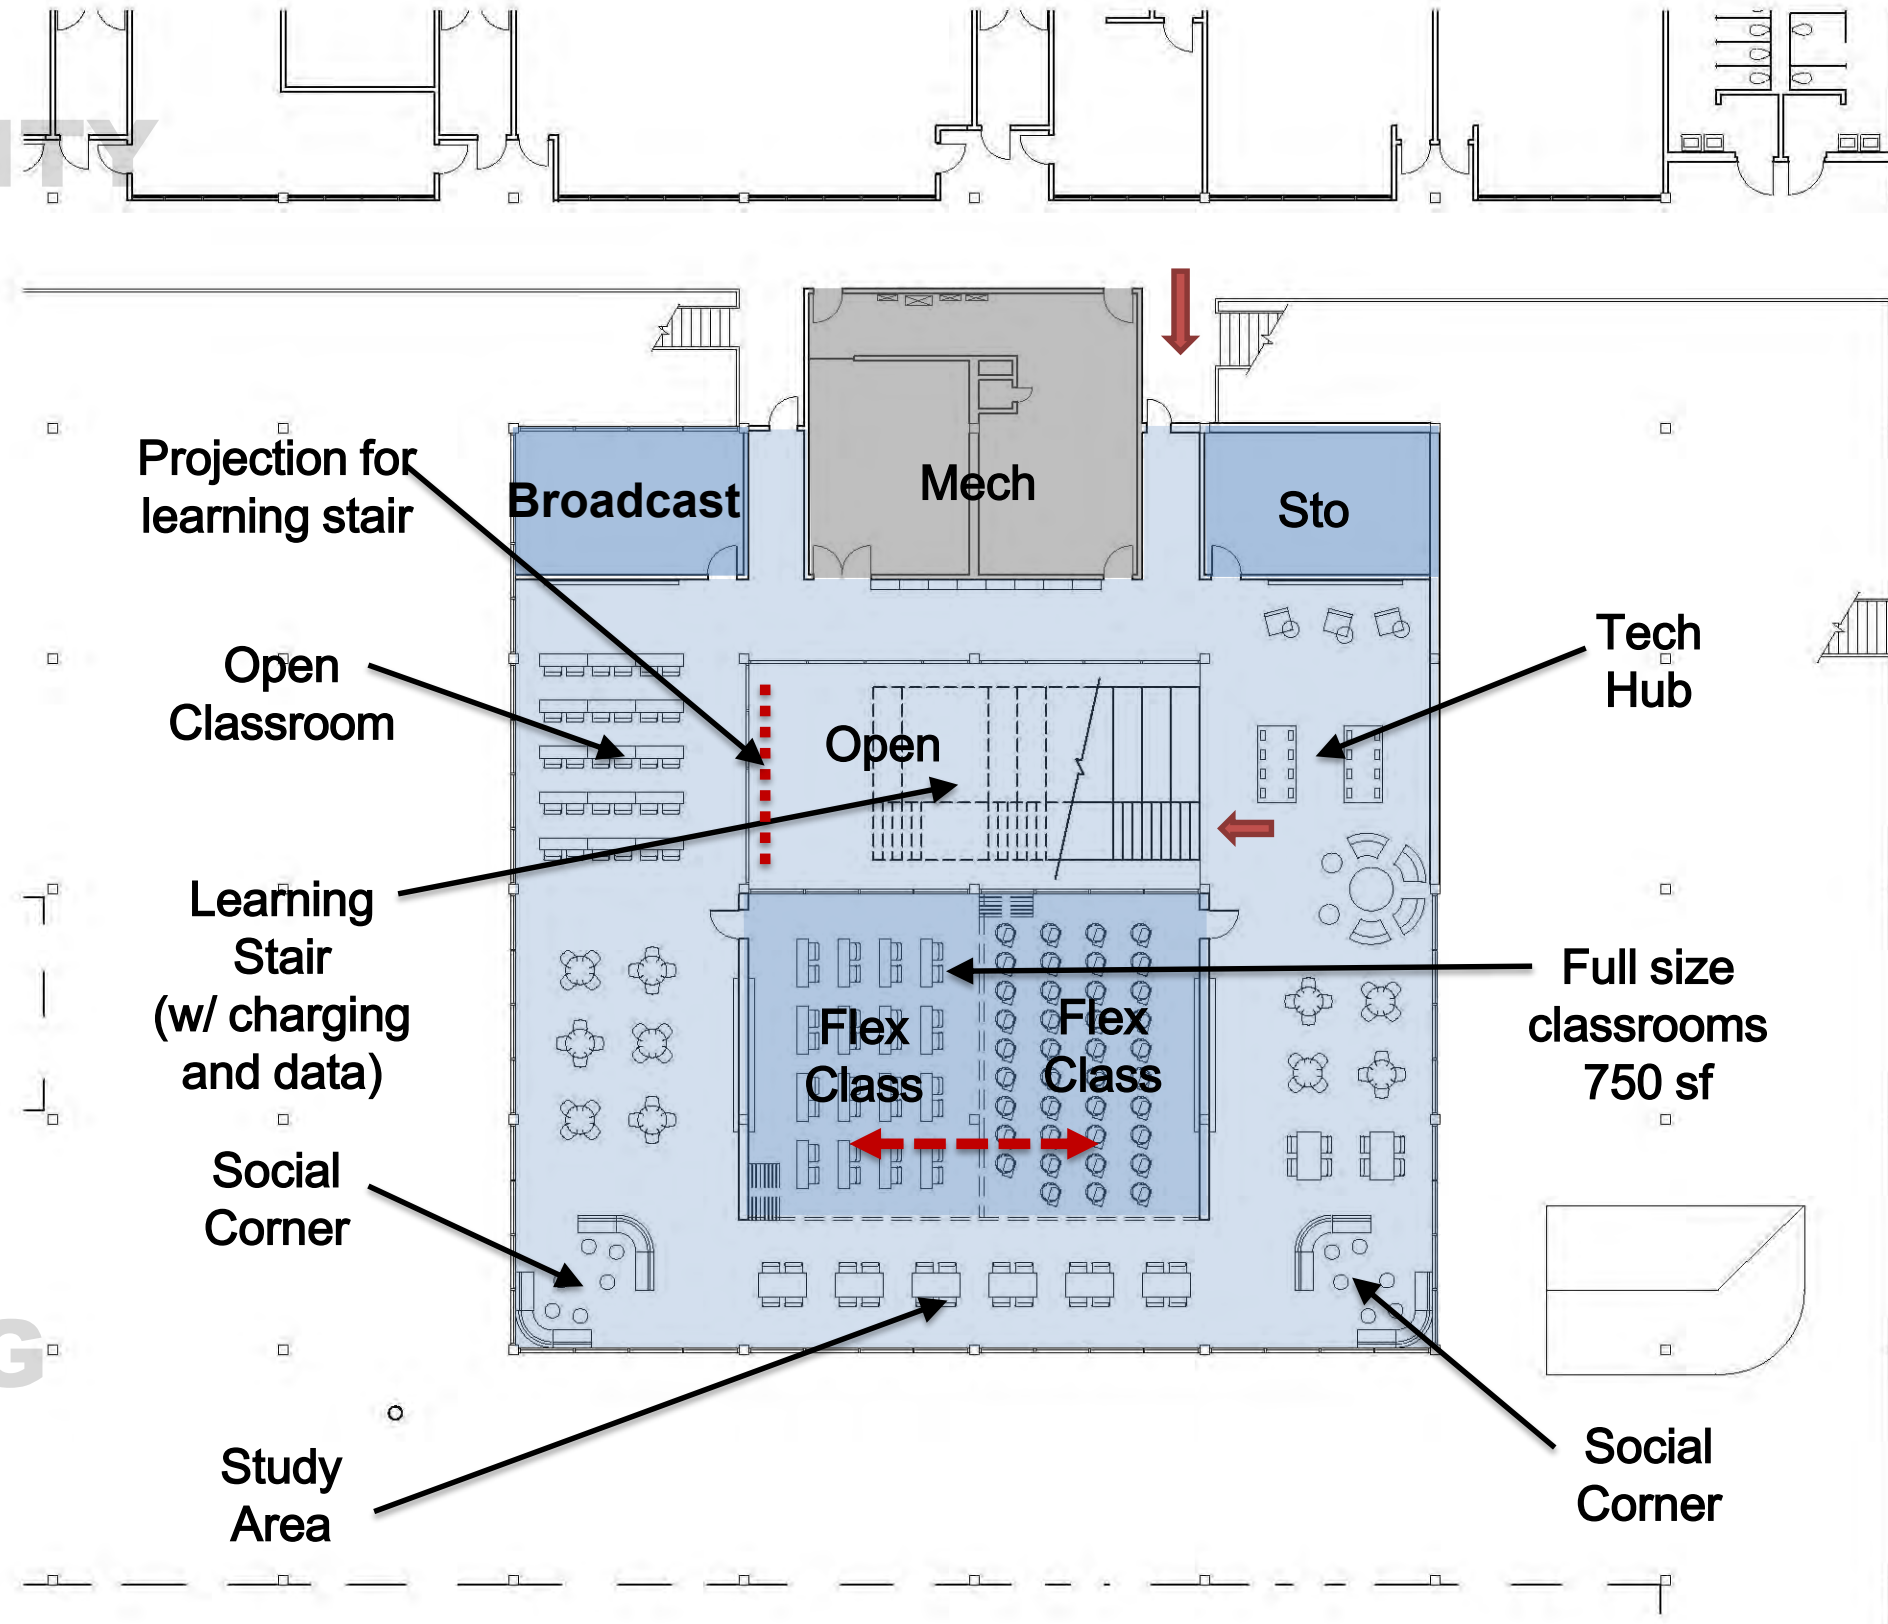 ITY
Projection for
learning stair
Broadcast
Mech
Sto
Open
Classroom
Open
Tech
Hub
Learning
Stair
(w/ charging
and data)
Flex
Class
Flex
Class
Full size
classrooms
750 sf
Social
Corner
G
Study
Area
Social
Corner